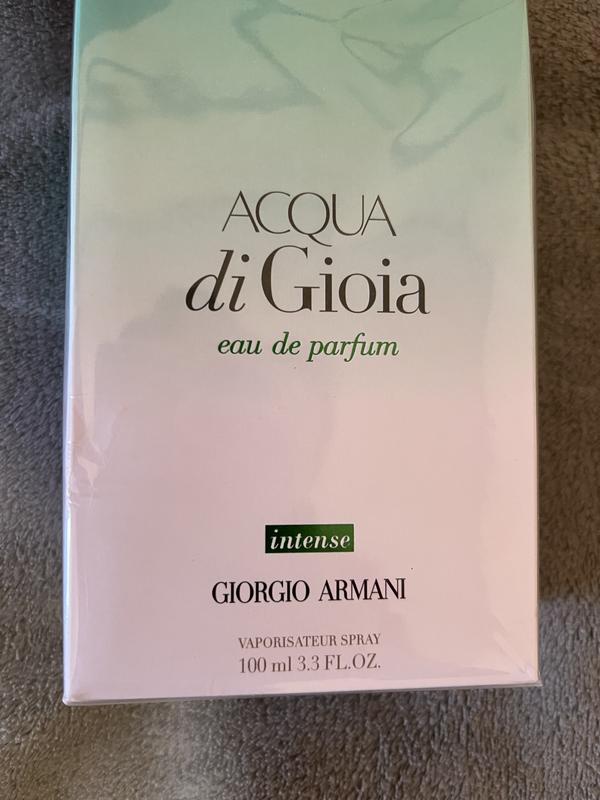 ACQUA
di Gioia
eau de parfum
intense
GIORGIO ARMANI
VAPORISATEUR SPRAY
100 ml 3.3 FL.OZ.